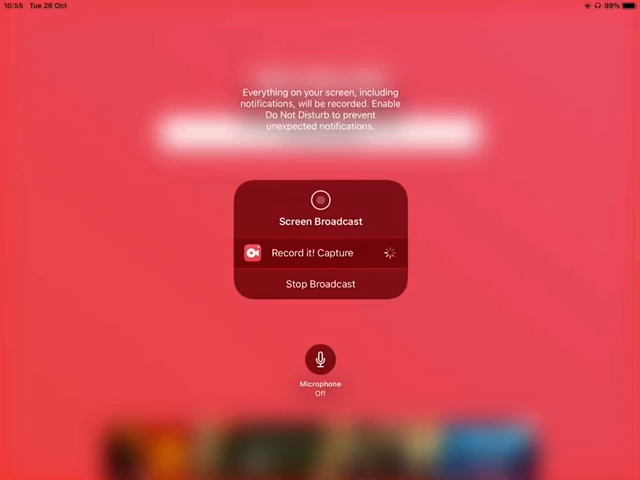 10:55 Tue 26 Oct 99%
Everything on your screen, including
notifications, will be recorded. Enable
Do Not Disturb to prevent
unexpected notifications.
Screen Broadcast
Record it! Capture
Stop Broadcast
Microphone
Off